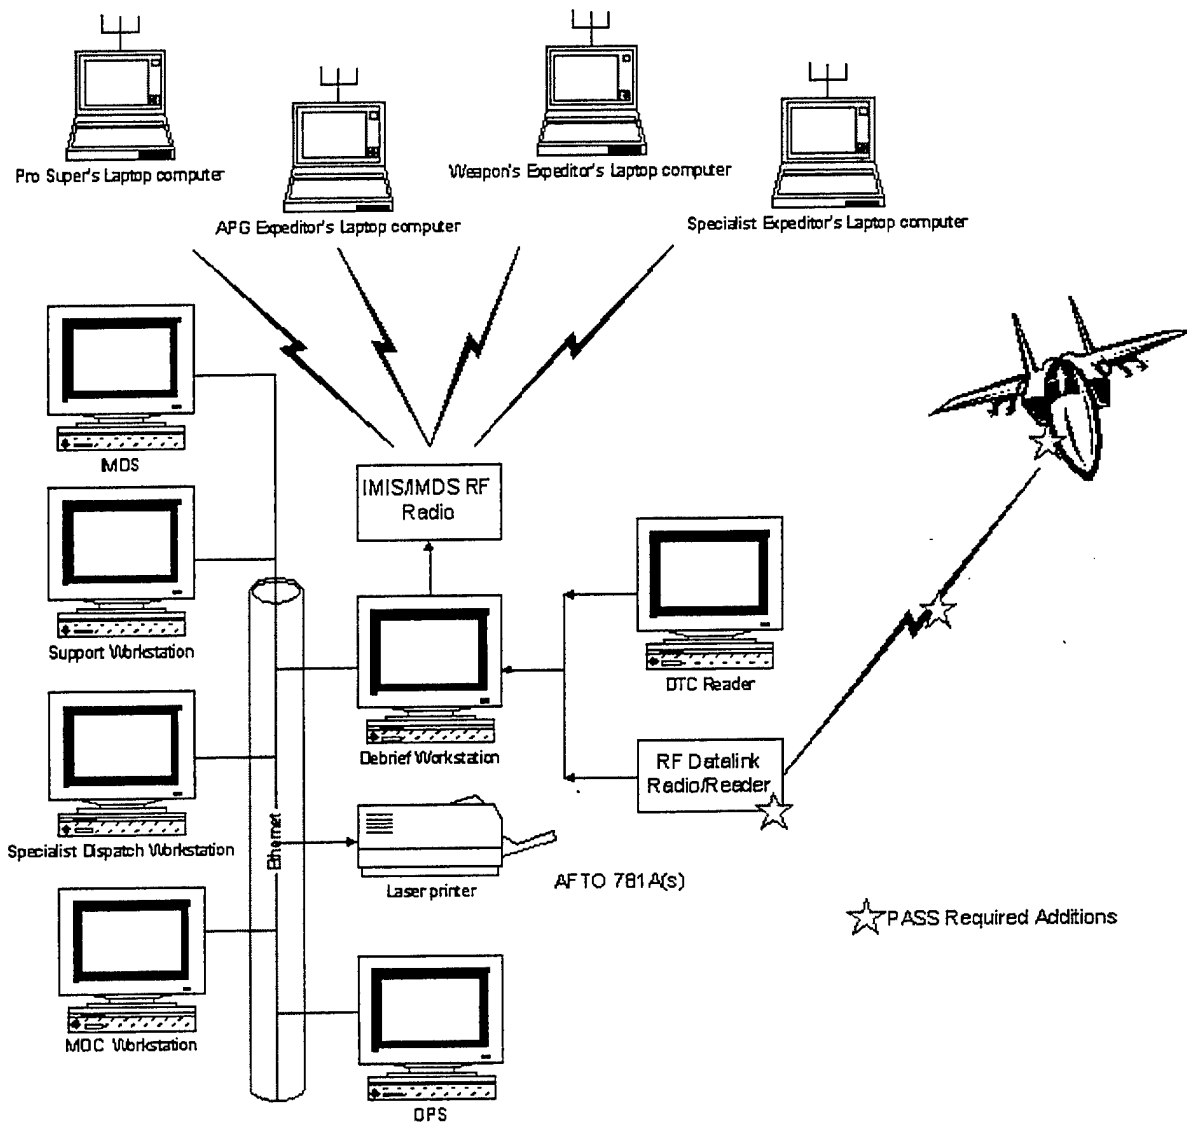 Pro Super's Laptop computer
Weapon's Expeditor's Laptop computer
APG Expeditor's Laptop computer
Specialist Expeditor's Laptop computer
IMDS
IMIS/IMDS RF
Radio
Support Workstation
DTC Reader
Debrief Workstation
RF Datalink
Radio/Reader
Specialist Dispatch Workstation
Ethernet
Laser printer
AFTO 781A(s)
PASS Required Additions
MOC Workstation
OPS